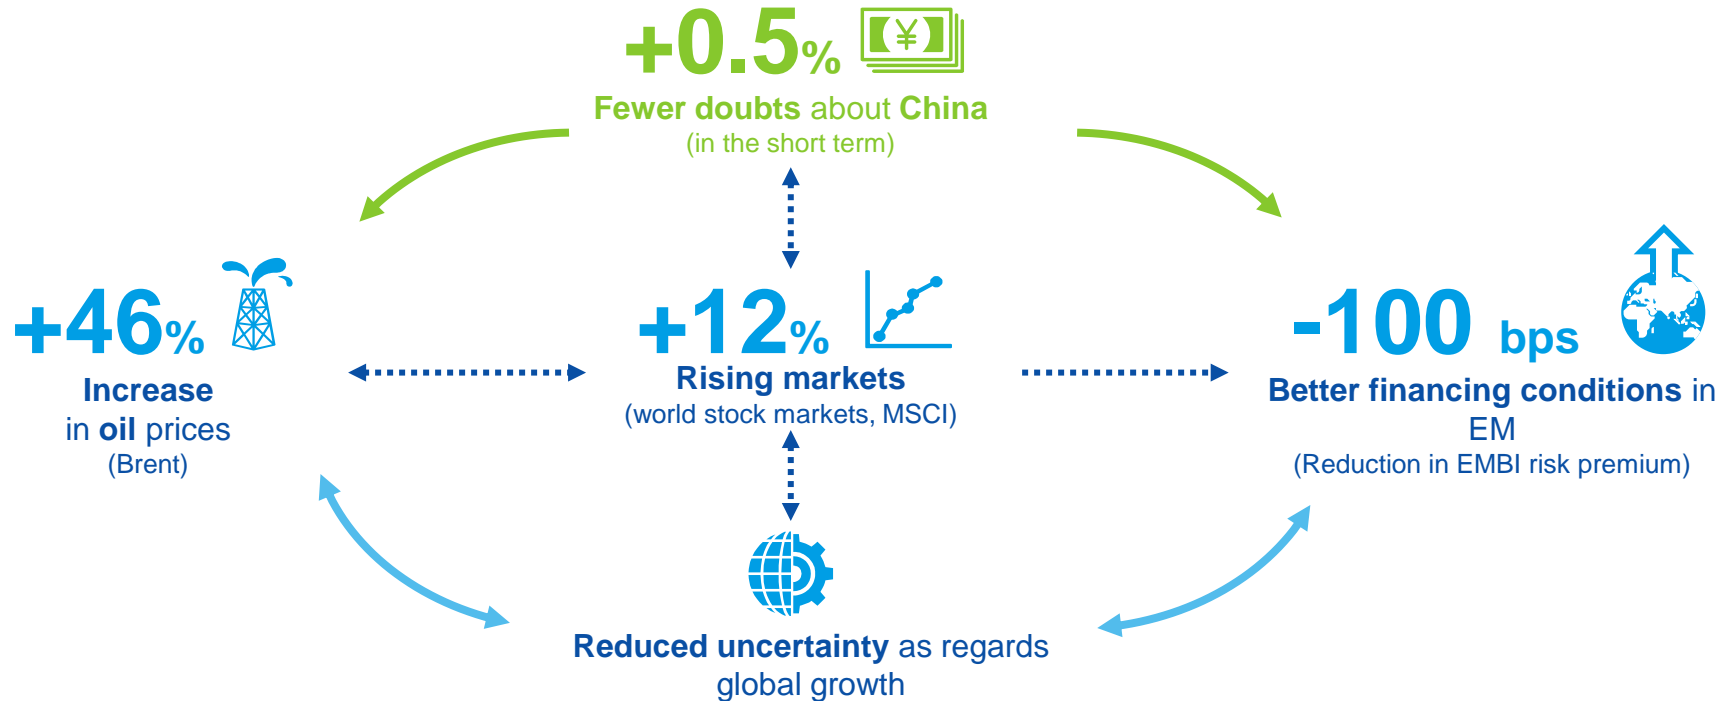 +0.5% ¥
Fewer doubts about China
(in the short term)
+46%
Increase
in oil prices
(Brent)
+12%
Rising markets
(world stock markets, MSCI)
-100 bps
Better financing conditions in
EM
(Reduction in EMBI risk premium)
Reduced uncertainty as regards
global growth